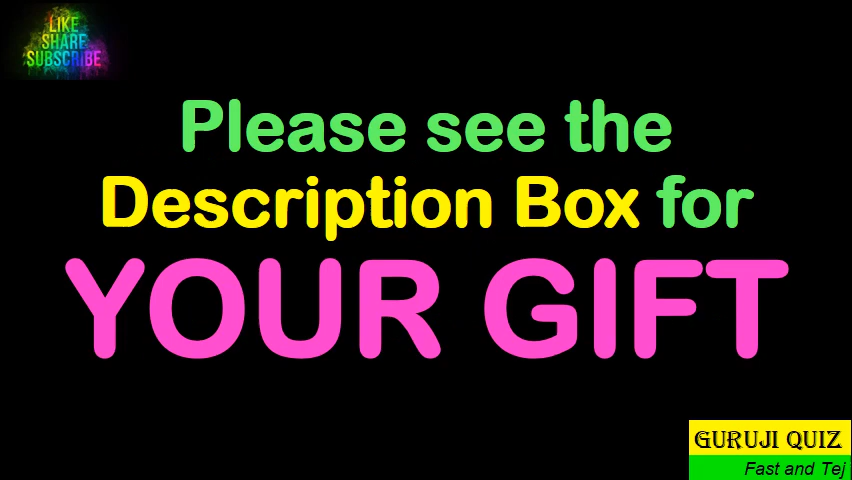 LIKE
SHARE
SUBSCRIBE
Please see the
Description Box for
YOUR GIFT
GURUJI QUIZ
Fast and Tej